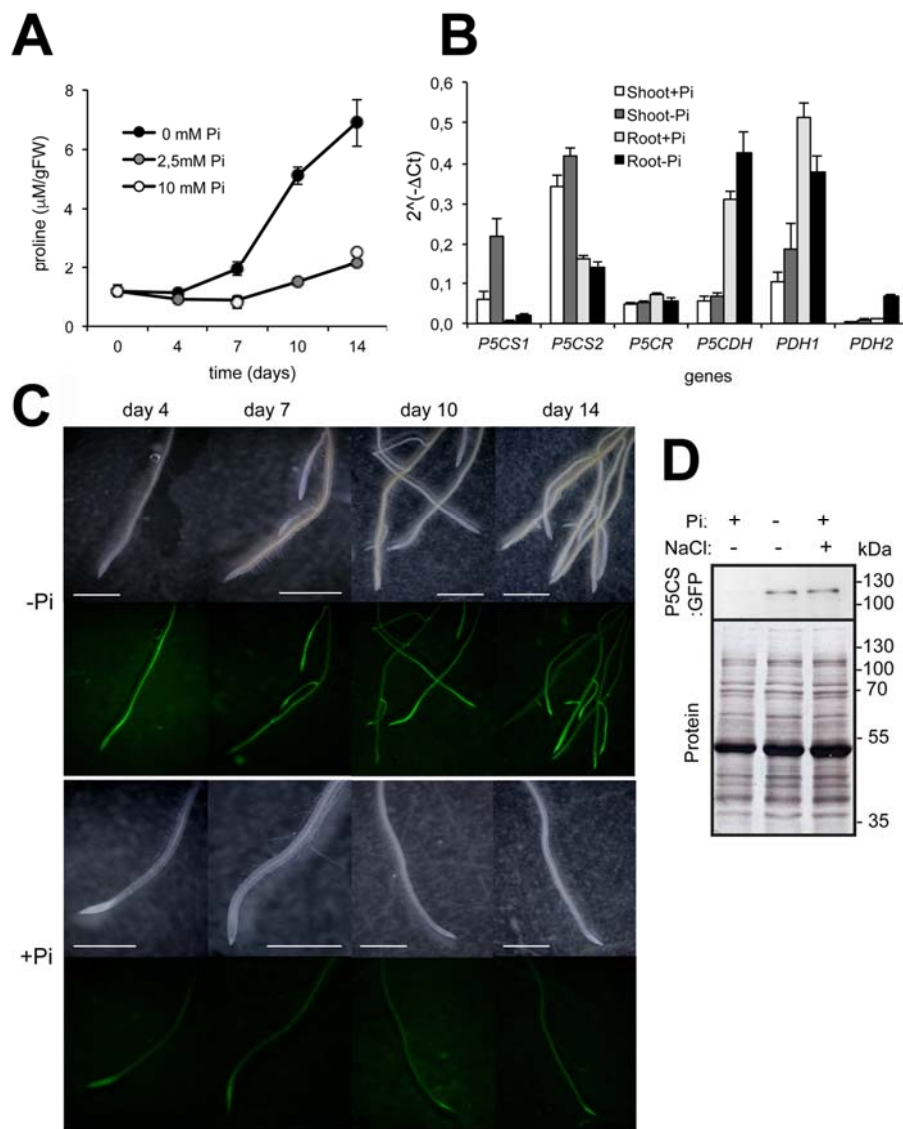 A
8
6
4
2
0
proline (µM/gFW)
0 mM Pi
2,5mM Pi
10 mM Pi
0 4 7 10 14
time (days)
B
0,6
0,5
0,4
0,3
0,2
0,1
0,0
2^(-ΔCt)
Shoot+Pi
Shoot-Pi
Root+Pi
Root-Pi
P5CS1 P5CS2 P5CR P5CDH PDH1 PDH2
genes
C
day 4 day 7 day 10 day 14
-Pi
+Pi
D
Pi: + - +
NaCl: - - + kDa
P5CS
:GFP
- 130
- 100
Protein
- 130
- 100
- 70
- 55
- 35